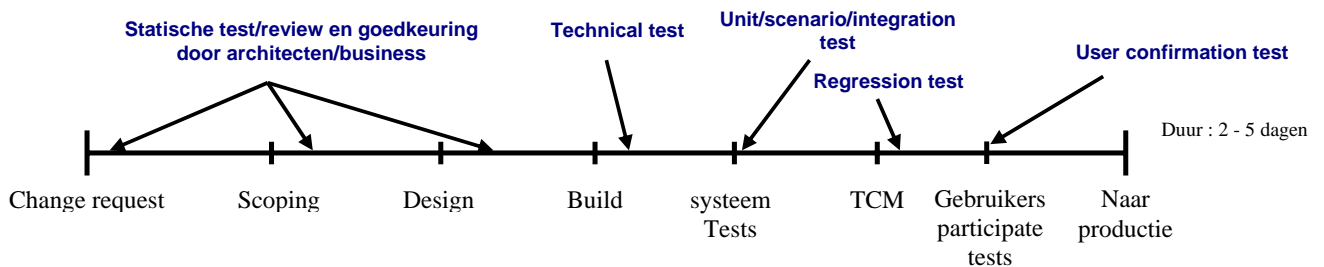 Statische test/review en goedkeuring
door architecten/business
Technical test
Unit/scenario/integration
test
Regression test
User confirmation test
Duur : 2 - 5 dagen
Change request
Scoping
Design
Build
systeem
Tests
TCM
Gebruikers
participate
tests
Naar
productie